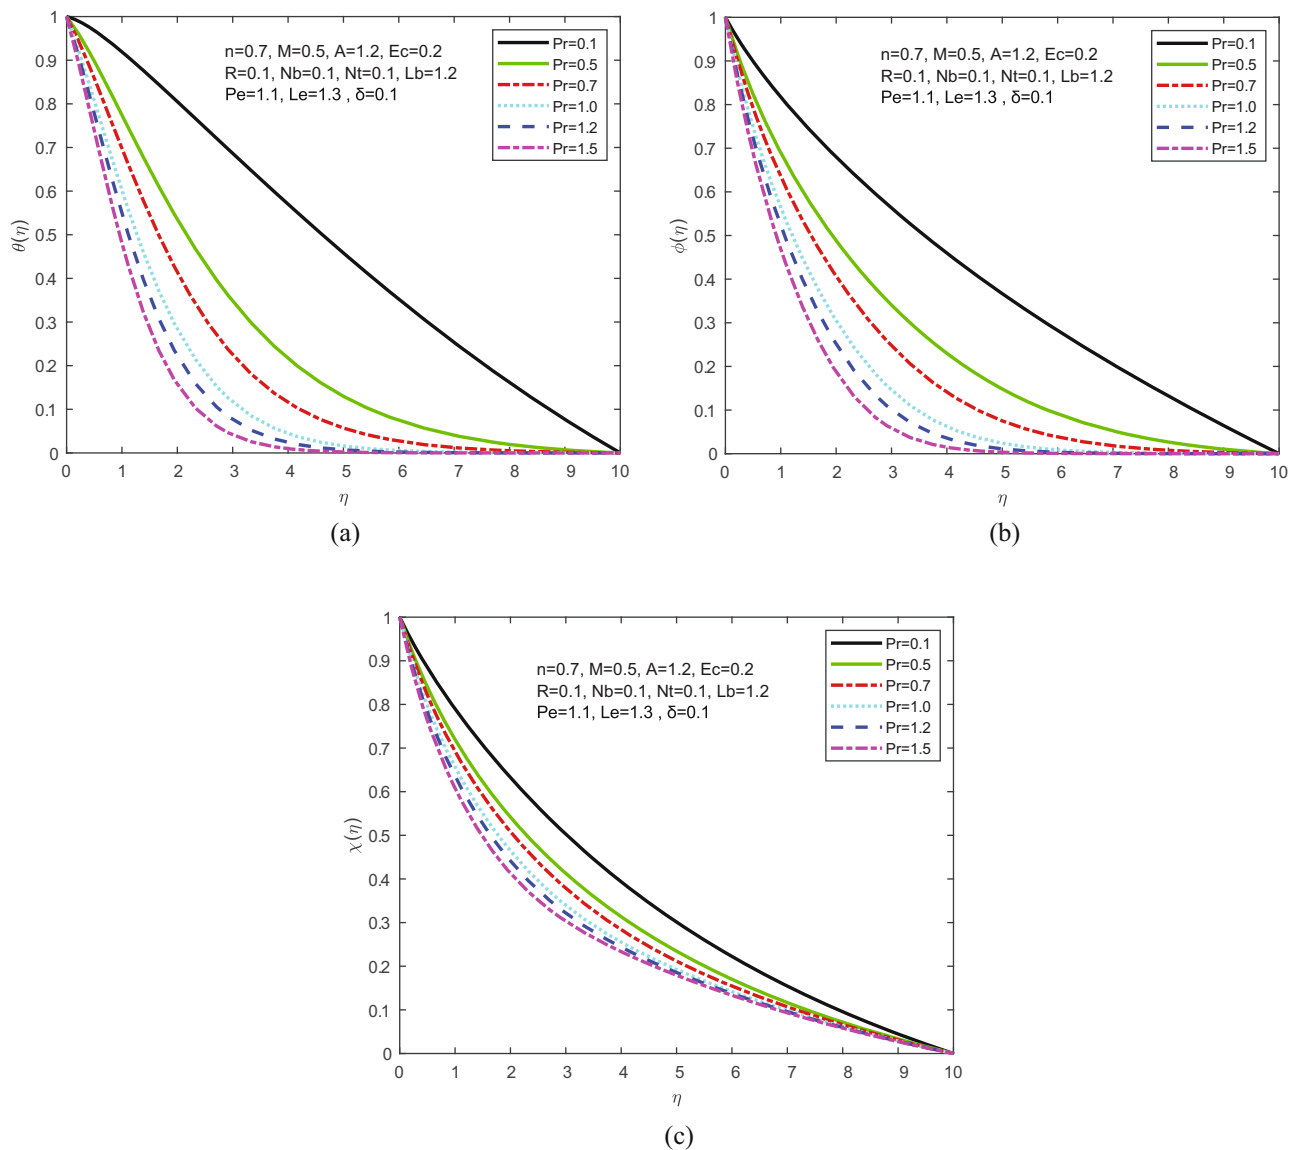 1
0.9
0.8
0.7
0.6
0.5
0.4
0.3
0.2
0.1
0
θ(η)
n=0.7, M=0.5, A=1.2, Ec=0.2
R=0.1, Nb=0.1, Nt=0.1, Lb=1.2
Pe=1.1, Le=1.3 , δ=0.1
Pr=0.1
Pr=0.5
Pr=0.7
Pr=1.0
Pr=1.2
Pr=1.5
0 1 2 3 4 5 6 7 8 9 10
η
(a)
1
0.9
0.8
0.7
0.6
0.5
0.4
0.3
0.2
0.1
0
ϕ(η)
n=0.7, M=0.5, A=1.2, Ec=0.2
R=0.1, Nb=0.1, Nt=0.1, Lb=1.2
Pe=1.1, Le=1.3 , δ=0.1
Pr=0.1
Pr=0.5
Pr=0.7
Pr=1.0
Pr=1.2
Pr=1.5
0 1 2 3 4 5 6 7 8 9 10
η
(b)
1
0.9
0.8
0.7
0.6
0.5
0.4
0.3
0.2
0.1
0
χ(η)
n=0.7, M=0.5, A=1.2, Ec=0.2
R=0.1, Nb=0.1, Nt=0.1, Lb=1.2
Pe=1.1, Le=1.3 , δ=0.1
Pr=0.1
Pr=0.5
Pr=0.7
Pr=1.0
Pr=1.2
Pr=1.5
0 1 2 3 4 5 6 7 8 9 10
η
(c)